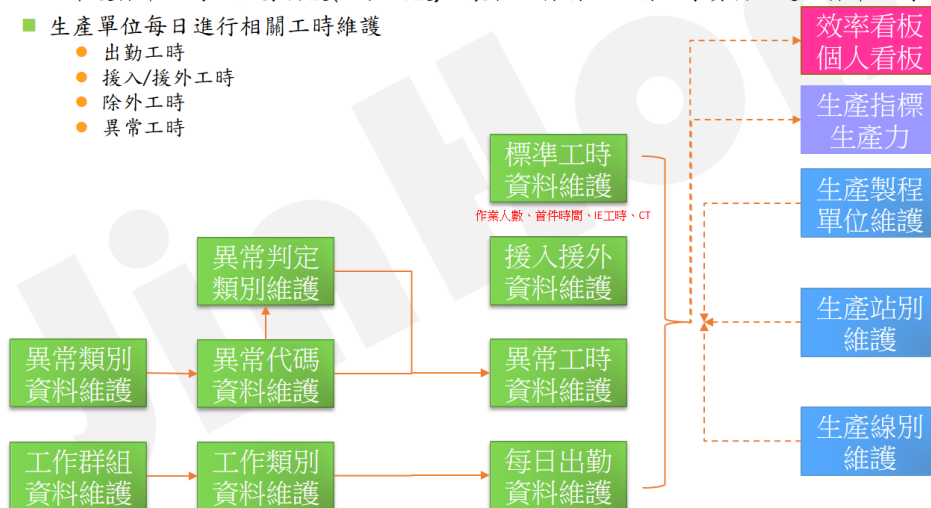 生產單位每日進行相關工時維護
出勤工時
援入/援外工時
除外工時
異常工時
效率看板
個人看板
生產指標
生產力
標準工時
資料維護
作業人數、首件時間、IE工時、CT
生產製程
單位維護
異常判定
類別維護
援入援外
資料維護
生產站別
維護
異常類別
資料維護
異常代碼
資料維護
異常工時
資料維護
生產線別
維護
工作群組
資料維護
工作類別
資料維護
每日出勤
資料維護